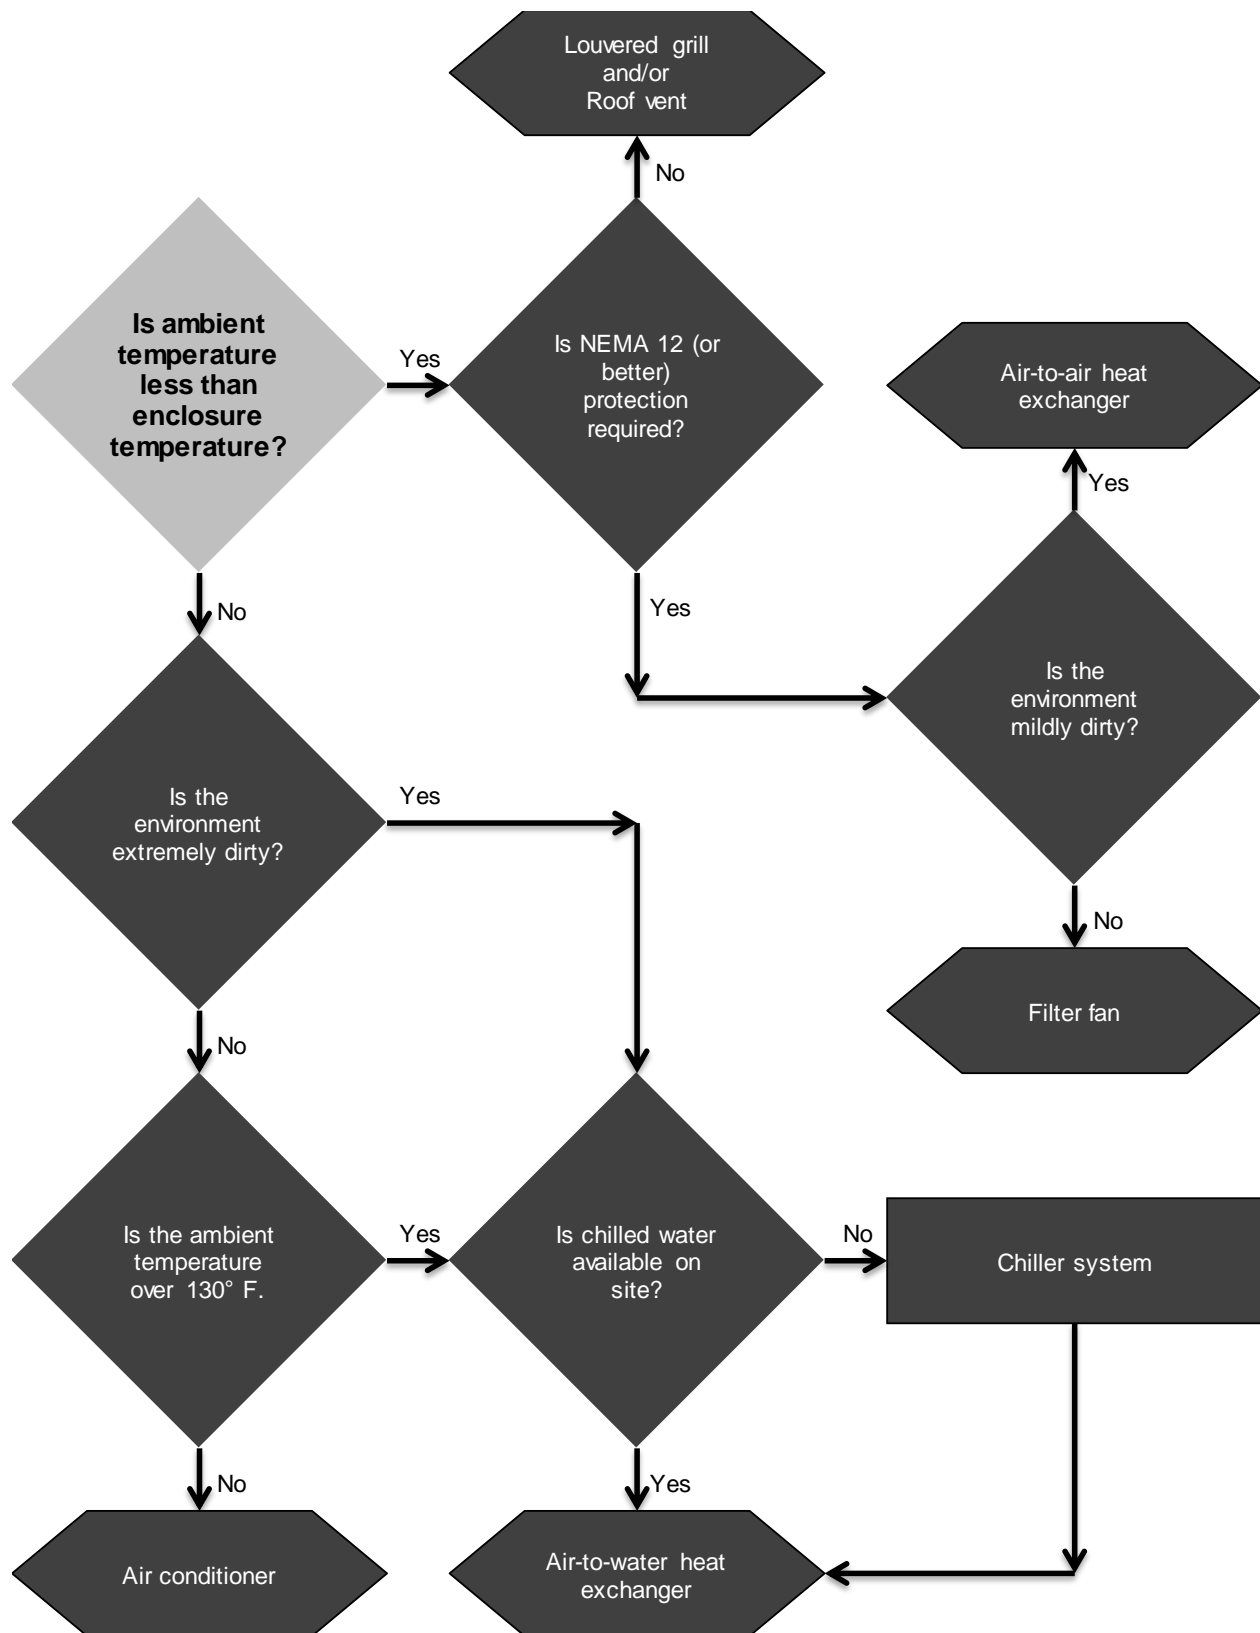 Louvered grill
and/or
Roof vent
No
Is ambient
temperature
less than
enclosure
temperature?
Yes
Is NEMA 12 (or
better)
protection
required?
Air-to-air heat
exchanger
Yes
No
Yes
Is the
environment
mildly dirty?
Is the
environment
extremely dirty?
Yes
No
Filter fan
No
Is the ambient
temperature
over 130° F.
Yes
Is chilled water
available on
site?
No
Chiller system
No
Yes
Air conditioner
Air-to-water heat
exchanger